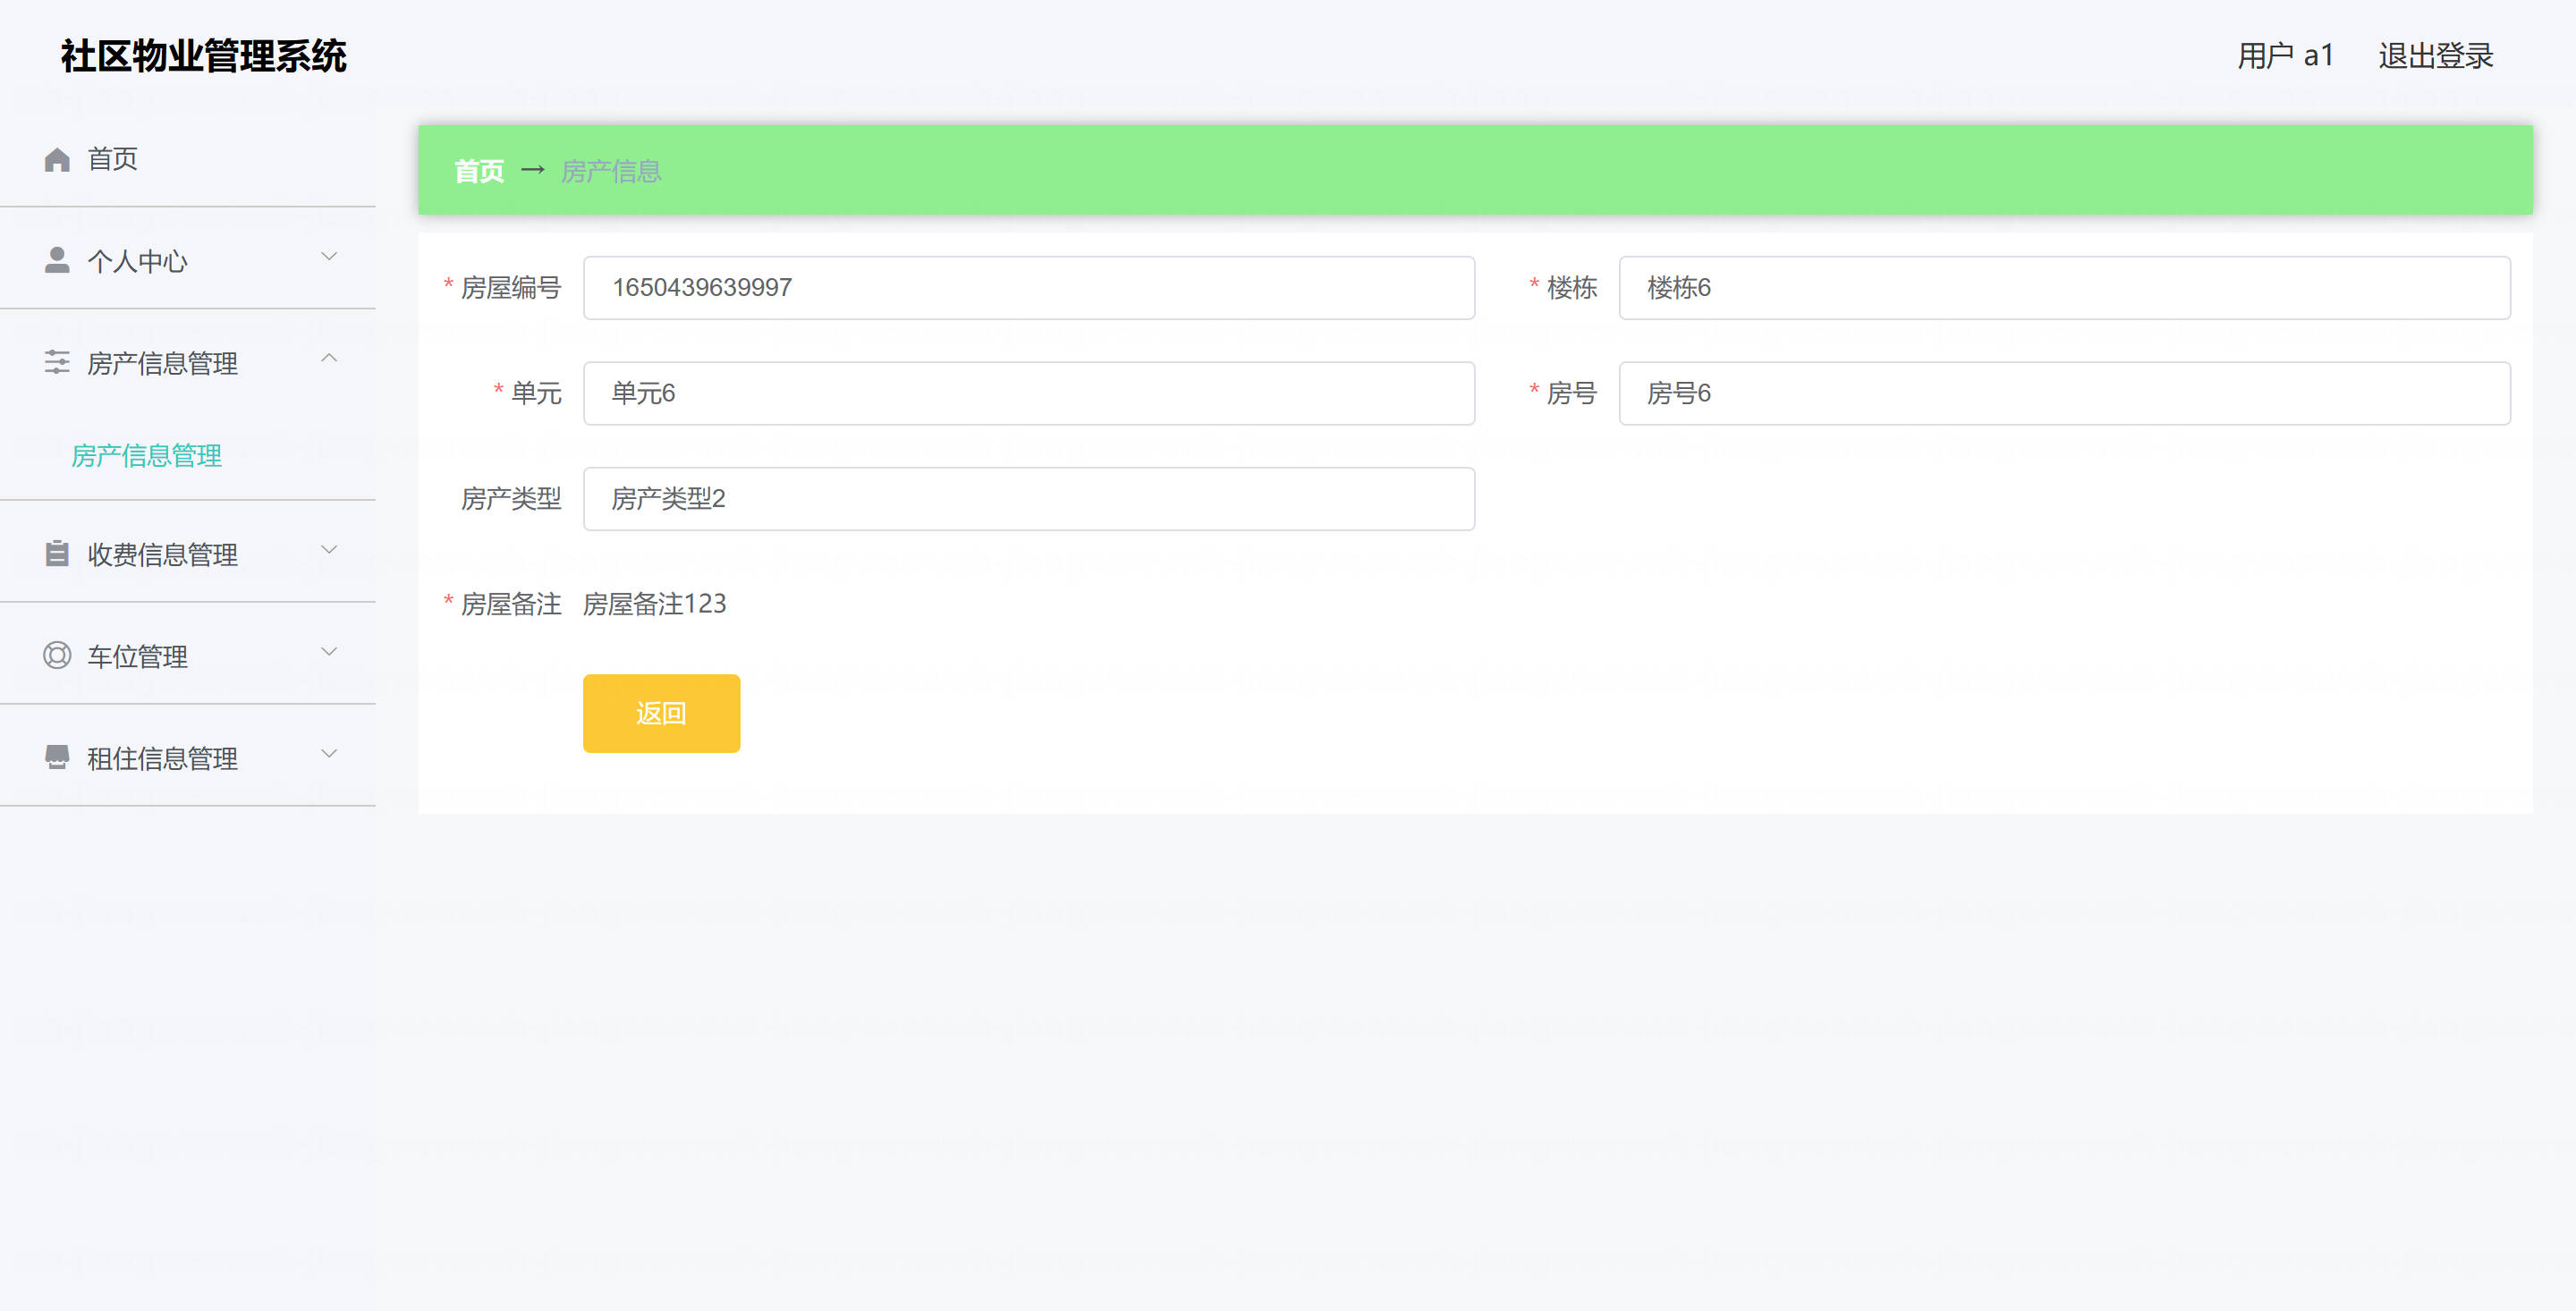 社区物业管理系统
用户 a1 退出登录
首页
个人中心
房产信息管理
房产信息管理
收费信息管理
车位管理
租住信息管理
首页 → 房产信息
* 房屋编号 1650439639997 * 楼栋 楼栋6
* 单元 单元6 * 房号 房号6
房产类型 房产类型2
* 房屋备注 房屋备注123
返回